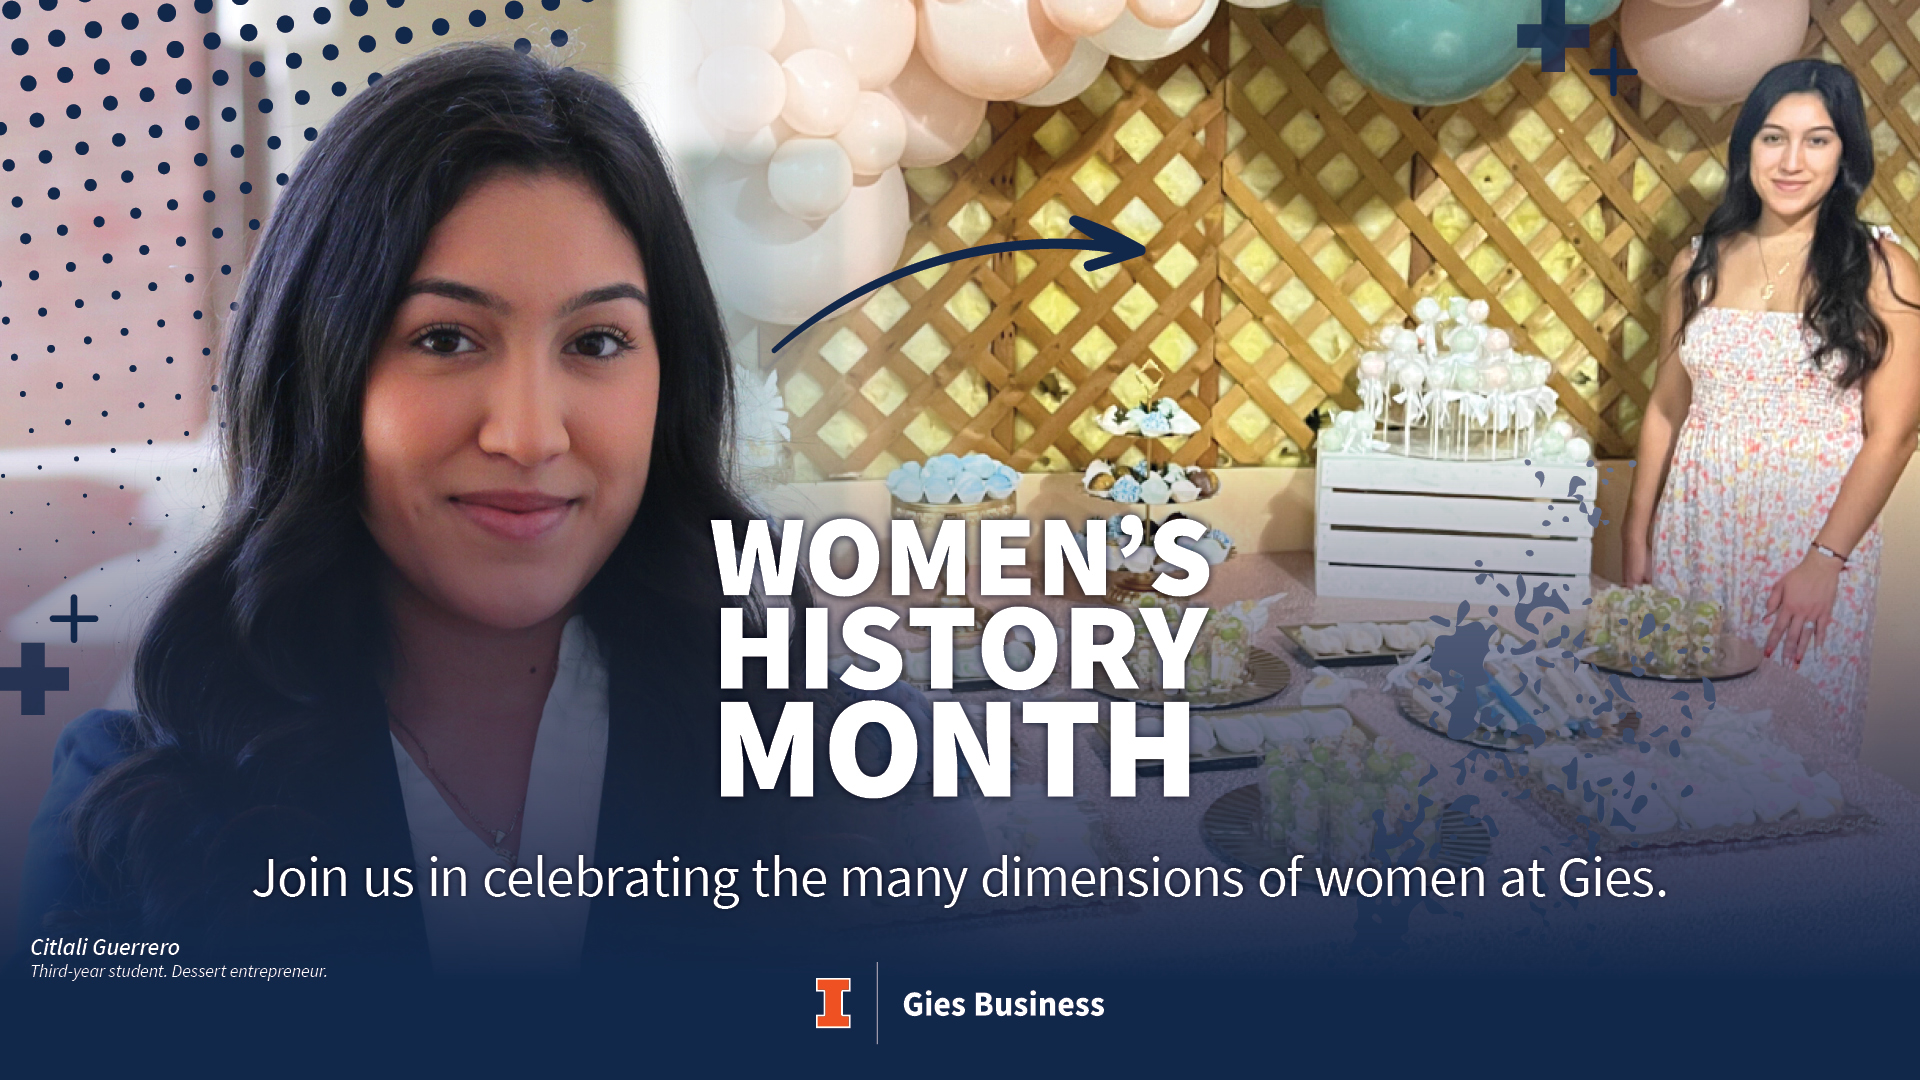 WOMEN’S
HISTORY
MONTH
Join us in celebrating the many dimensions of women at Gies.
Citlali Guerrero
Third-year student. Dessert entrepreneur.
I
Gies Business